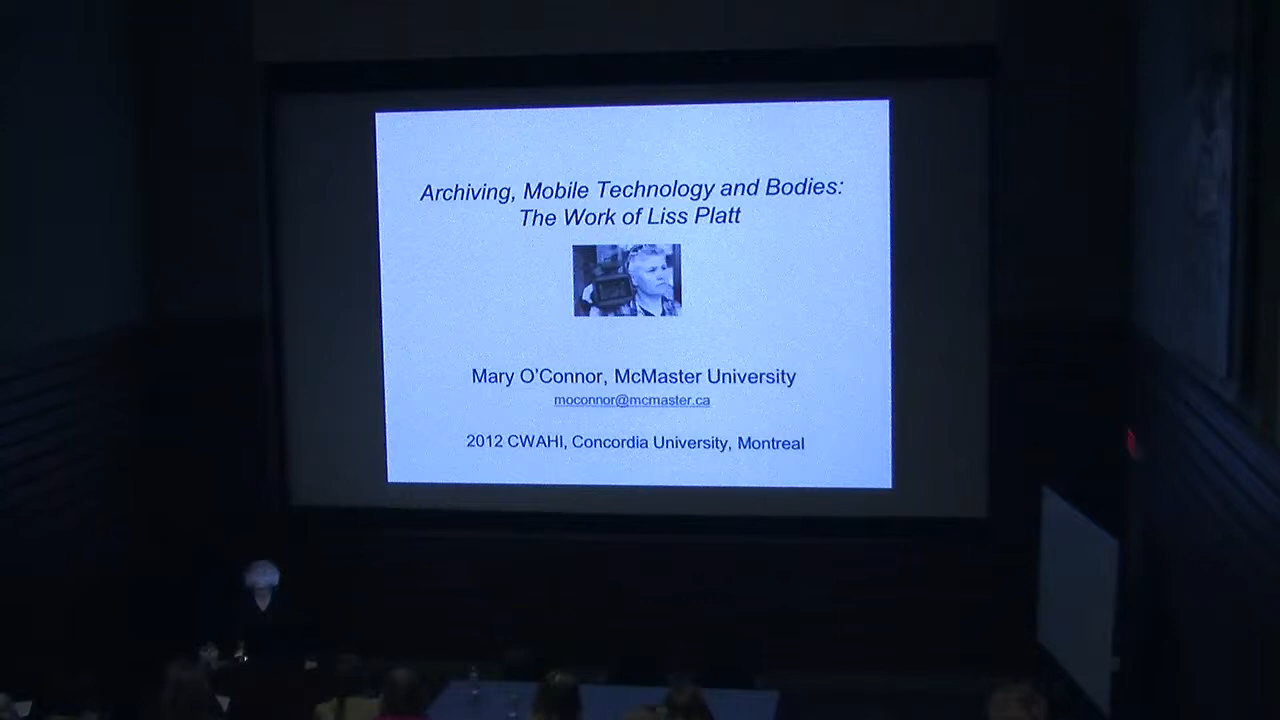 Archiving, Mobile Technology and Bodies:
The Work of Liss Platt
Mary O'Connor, McMaster University
moconnor@mcmaster.ca
2012 CWAHI, Concordia University, Montreal